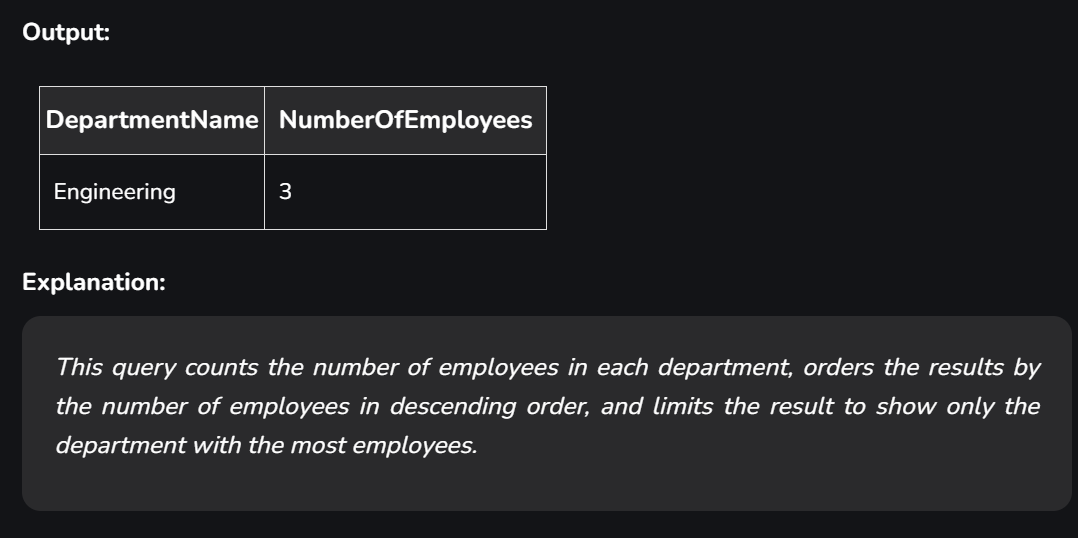 Output:
DepartmentName NumberOfEmployees
Engineering 3
Explanation:
This query counts the number of employees in each department, orders the results by
the number of employees in descending order, and limits the result to show only the
department with the most employees.